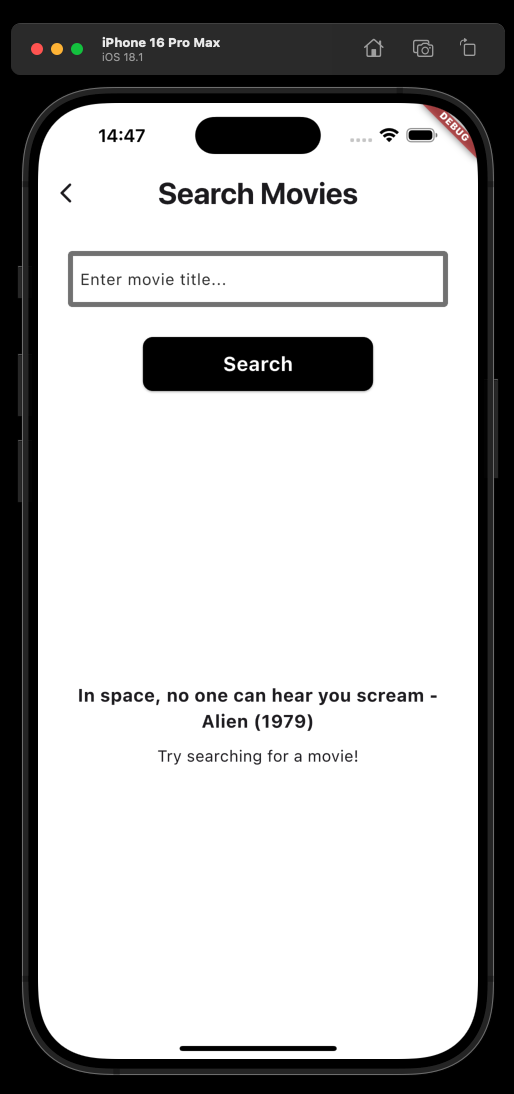 iPhone 16 Pro Max
iOS 18.1
14:47
DEBUG
Search Movies
Enter movie title...
Search
In space, no one can hear you scream -
Alien (1979)
Try searching for a movie!